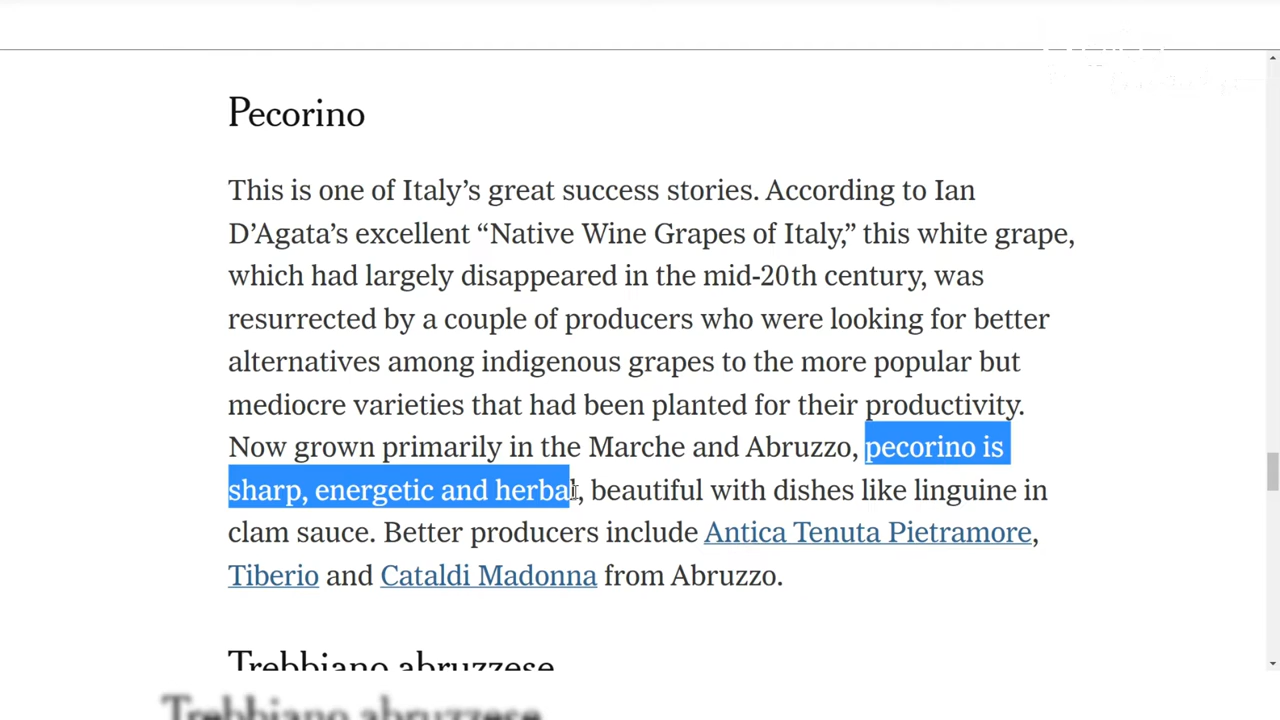 Pecorino
This is one of Italy’s great success stories. According to Ian
D’Agata’s excellent “Native Wine Grapes of Italy,” this white grape,
which had largely disappeared in the mid-20th century, was
resurrected by a couple of producers who were looking for better
alternatives among indigenous grapes to the more popular but
mediocre varieties that had been planted for their productivity.
Now grown primarily in the Marche and Abruzzo, pecorino is
sharp, energetic and herbal, beautiful with dishes like linguine in
clam sauce. Better producers include Antica Tenuta Pietramore,
Tiberio and Cataldi Madonna from Abruzzo.
Trebbiano abruzzese
Trebbiano abruzzese